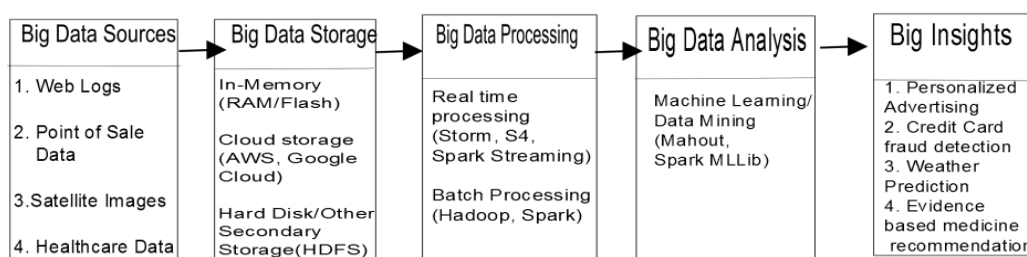 Big Data Sources
1. Web Logs
2. Point of Sale
Data
3.Satellite Images
4. Healthcare Data
Big Data Storage
In-Memory
(RAM/Flash)
Cloud storage
(AWS, Google
Cloud)
Hard Disk/Other
Secondary
Storage(HDFS)
Big Data Processing
Real time
processing
(Storm, S4,
Spark Streaming)
Batch Processing
(Hadoop, Spark)
Big Data Analysis
Machine Learning/
Data Mining
(Mahout,
Spark MLLib)
Big Insights
1. Personalized
Advertising
2. Credit Card
fraud detection
3. Weather
Prediction
4. Evidence
based medicine
recommendation